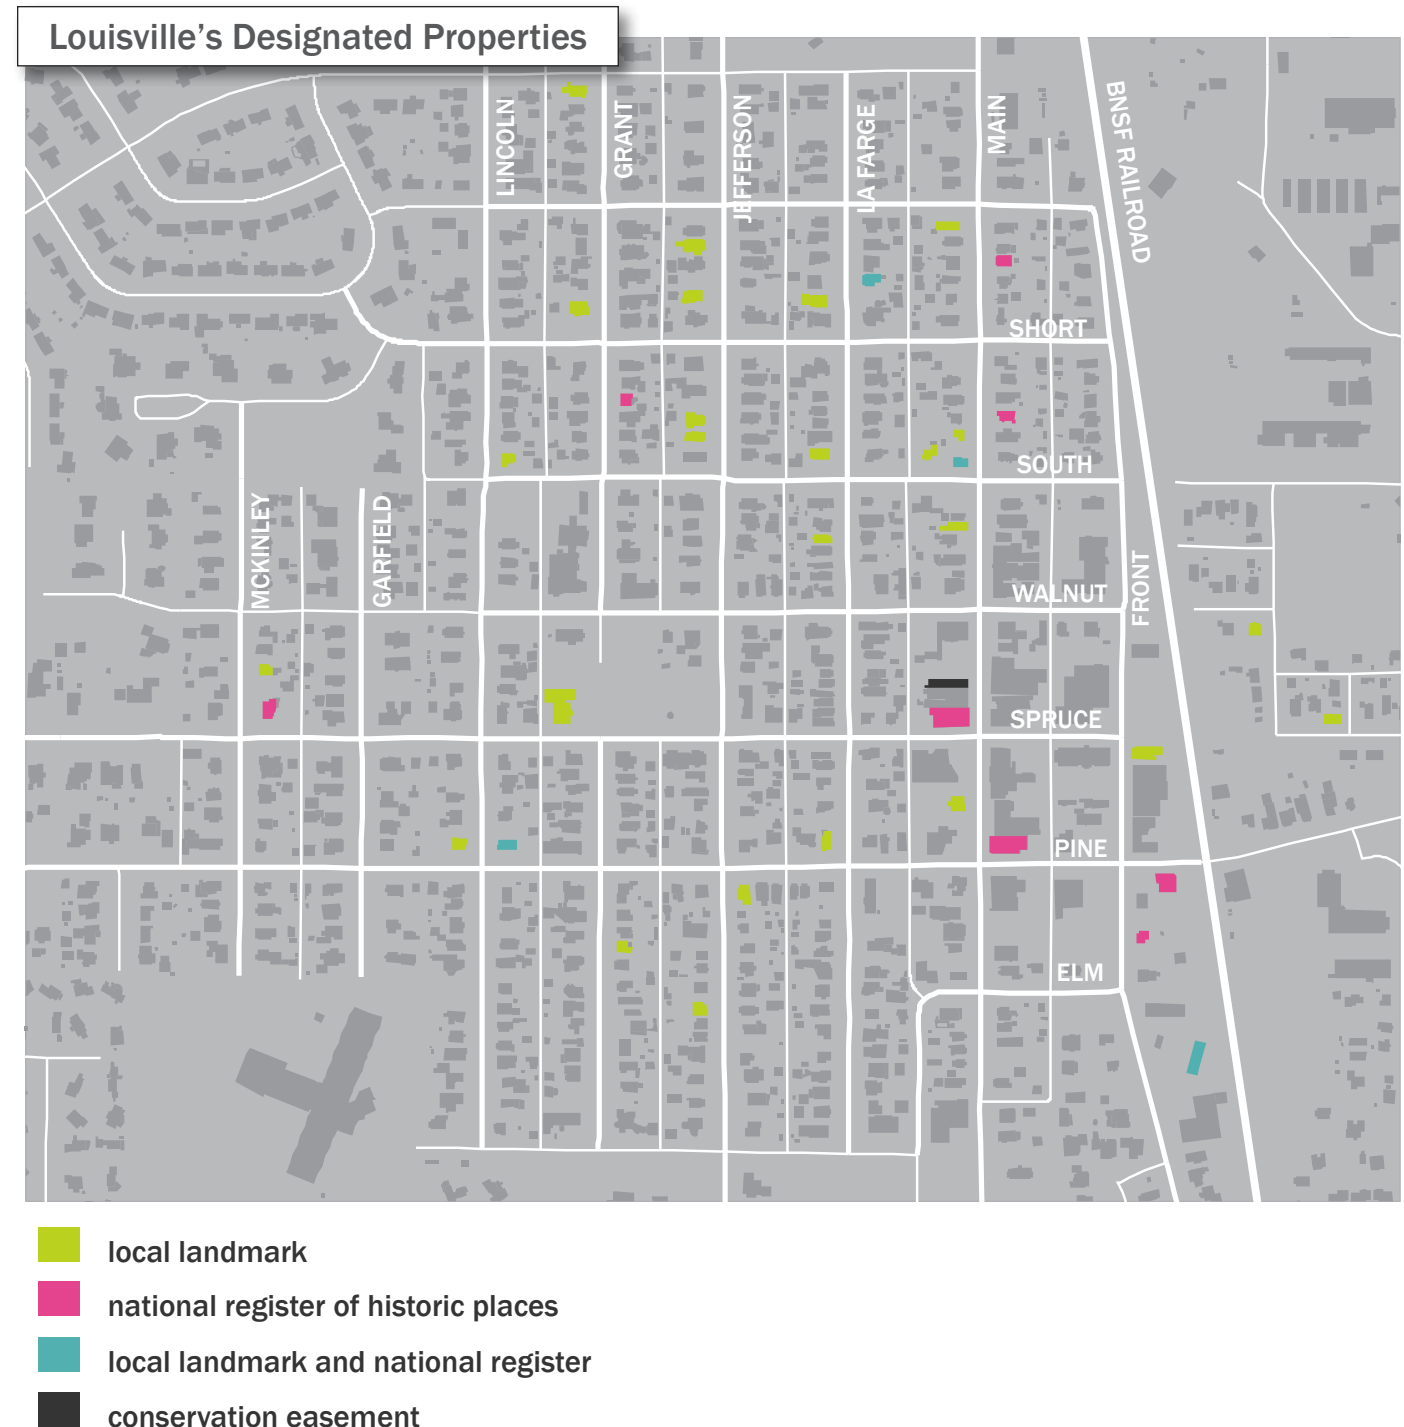 Louisville's Designated Properties
LINCOLN
GRANT
JEFFERSON
LA FARGE
MAIN
BNSF RAILROAD
SHORT
SOUTH
MCKINLEY
GARFIELD
WALNUT
FRONT
SPRUCE
PINE
ELM
local landmark
national register of historic places
local landmark and national register
conservation easement